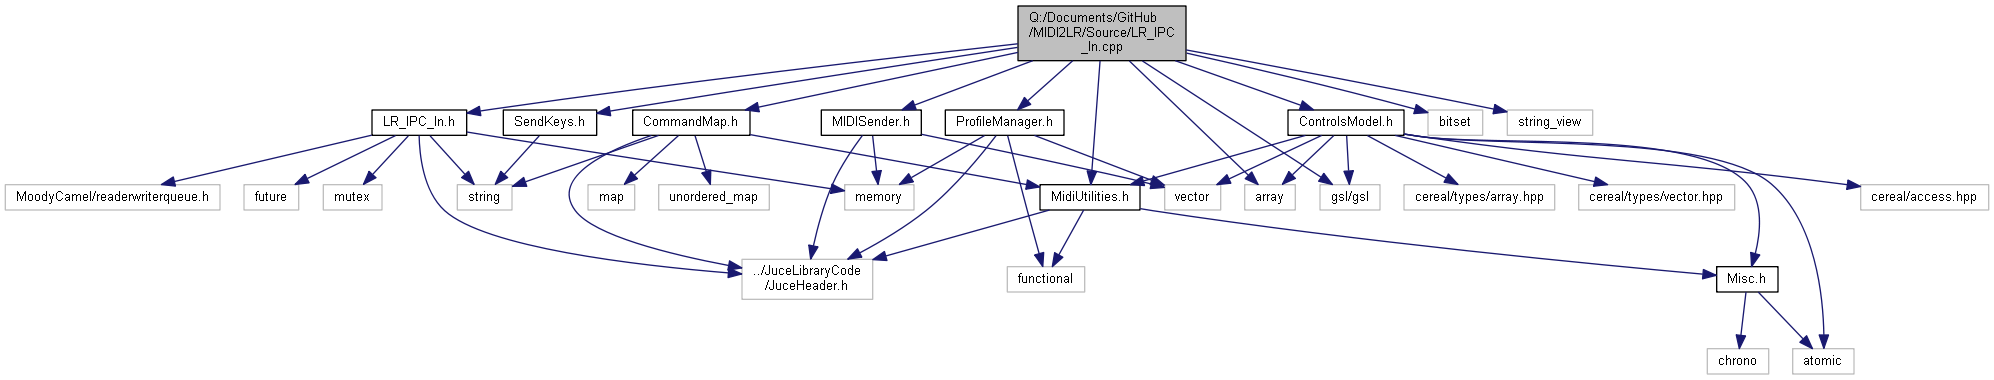 Q:/Documents/GitHub
/MIDI2LR/Source/LR_IPC
_In.cpp
LR_IPC_In.h
SendKeys.h
CommandMap.h
MIDISender.h
ProfileManager.h
ControlsModel.h
bitset
string_view
MoodyCamel/readerwriterqueue.h
future
mutex
string
map
unordered_map
memory
MidiUtilities.h
vector
array
gsl/gsl
cereal/types/array.hpp
cereal/types/vector.hpp
cereal/access.hpp
../JuceLibraryCode
/JuceHeader.h
functional
Misc.h
chrono
atomic